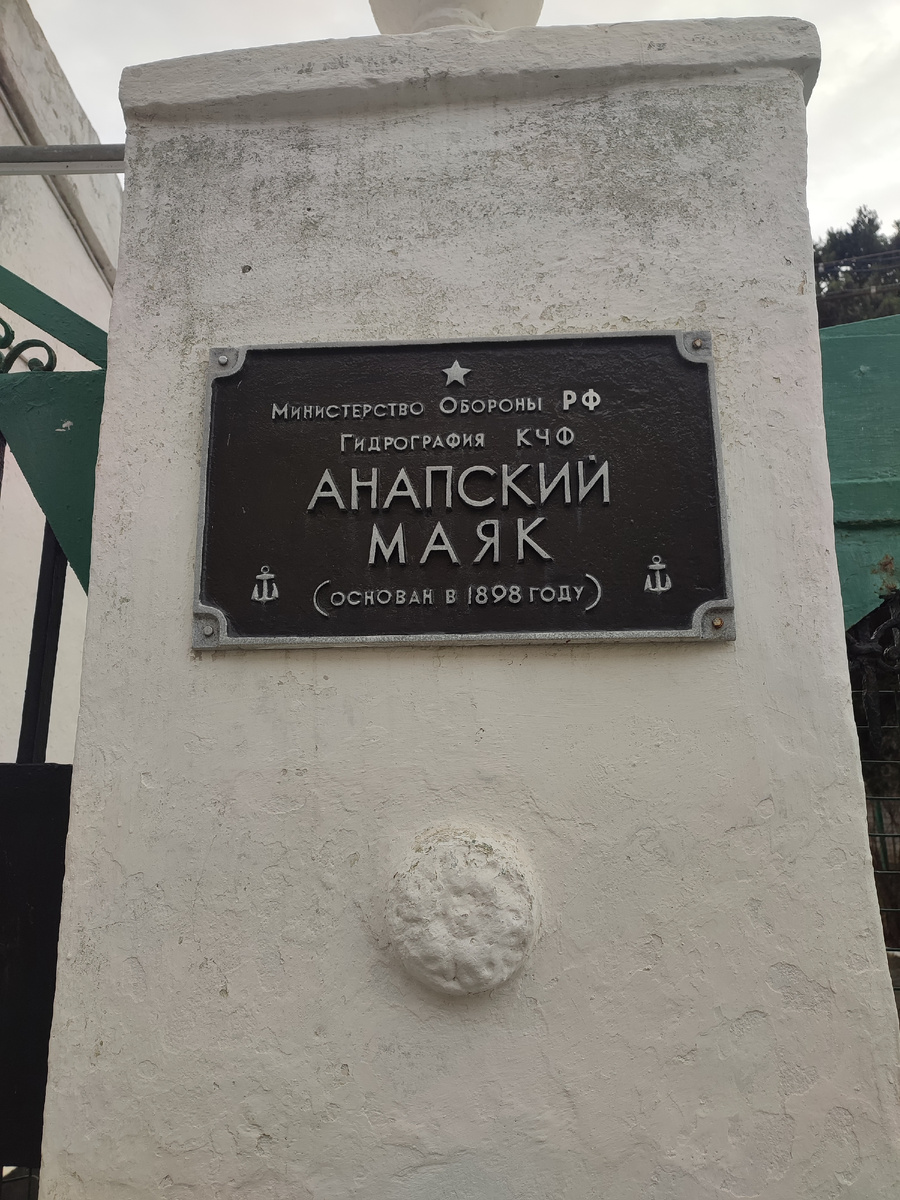 Министерство Обороны РФ
Гидрография КЧФ
АНАПСКИЙ
МАЯК
(основан в 1898 году)